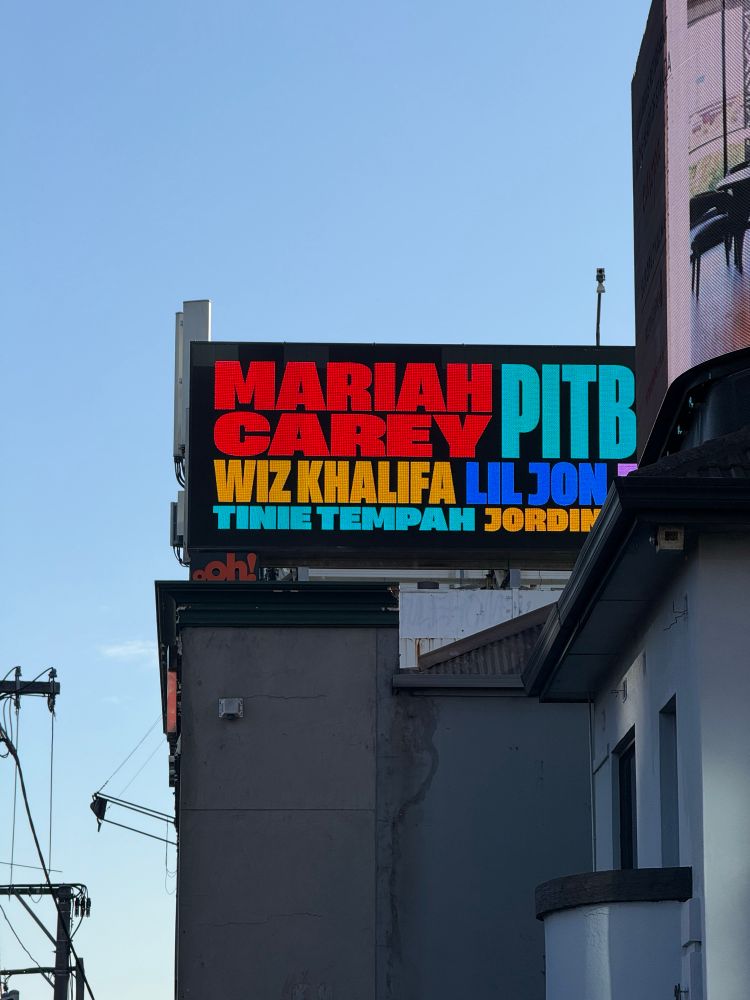 MARIAH CAREY PITB
WIZ KHALIFA LIL JON
TINIE TEMPAH JORDIN
oOh!